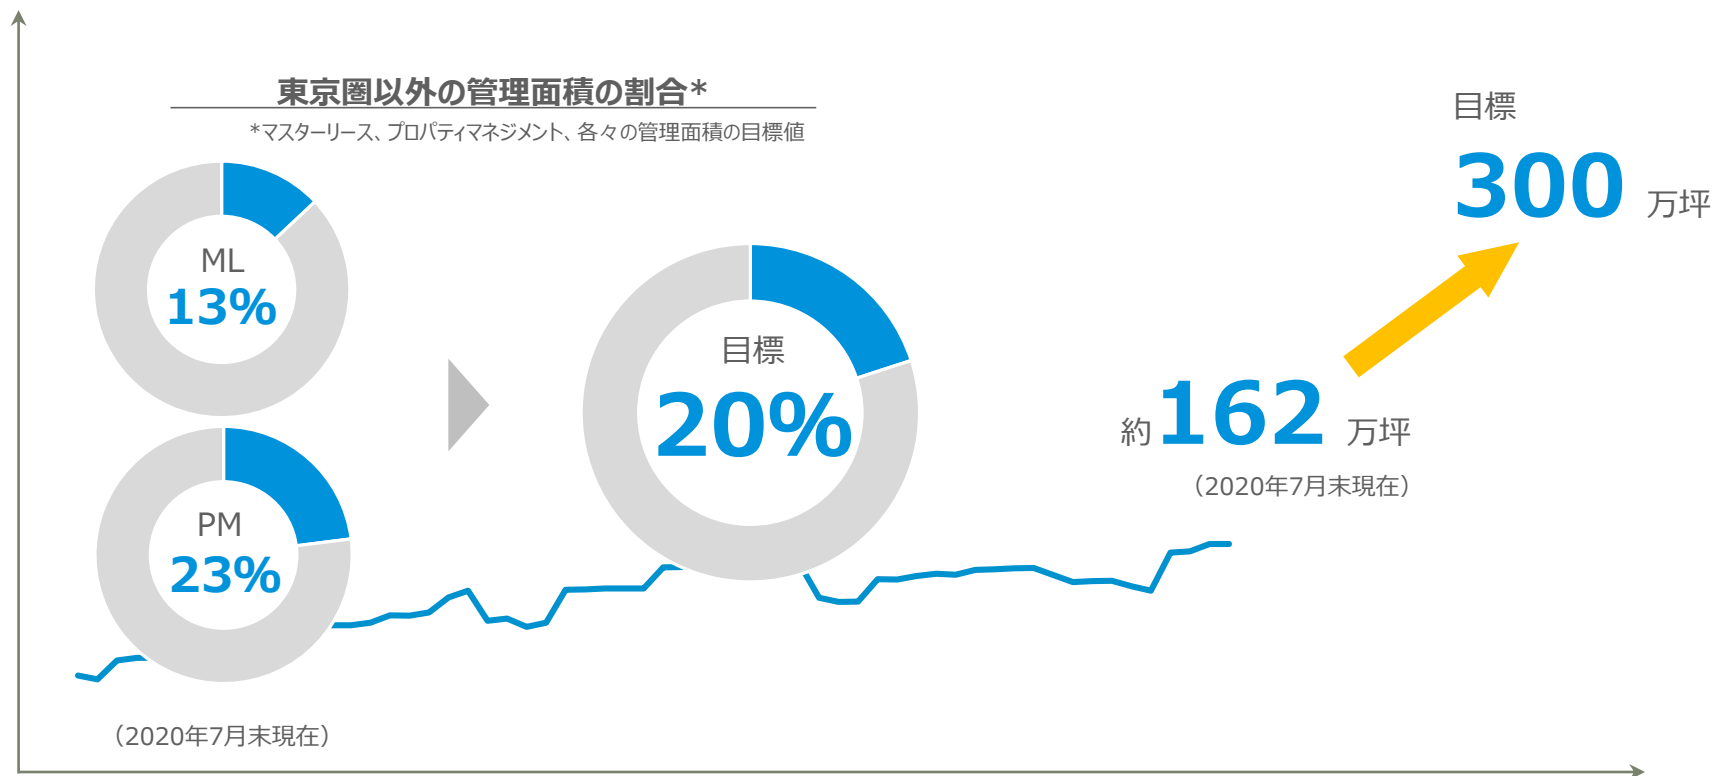 東京圏以外の管理面積の割合*
*マスターリース、プロパティマネジメント、各々の管理面積の目標値
ML
13%
PM
23%
（2020年7月末現在）
目標
20%
目標
300 万坪
約162 万坪
（2020年7月末現在）